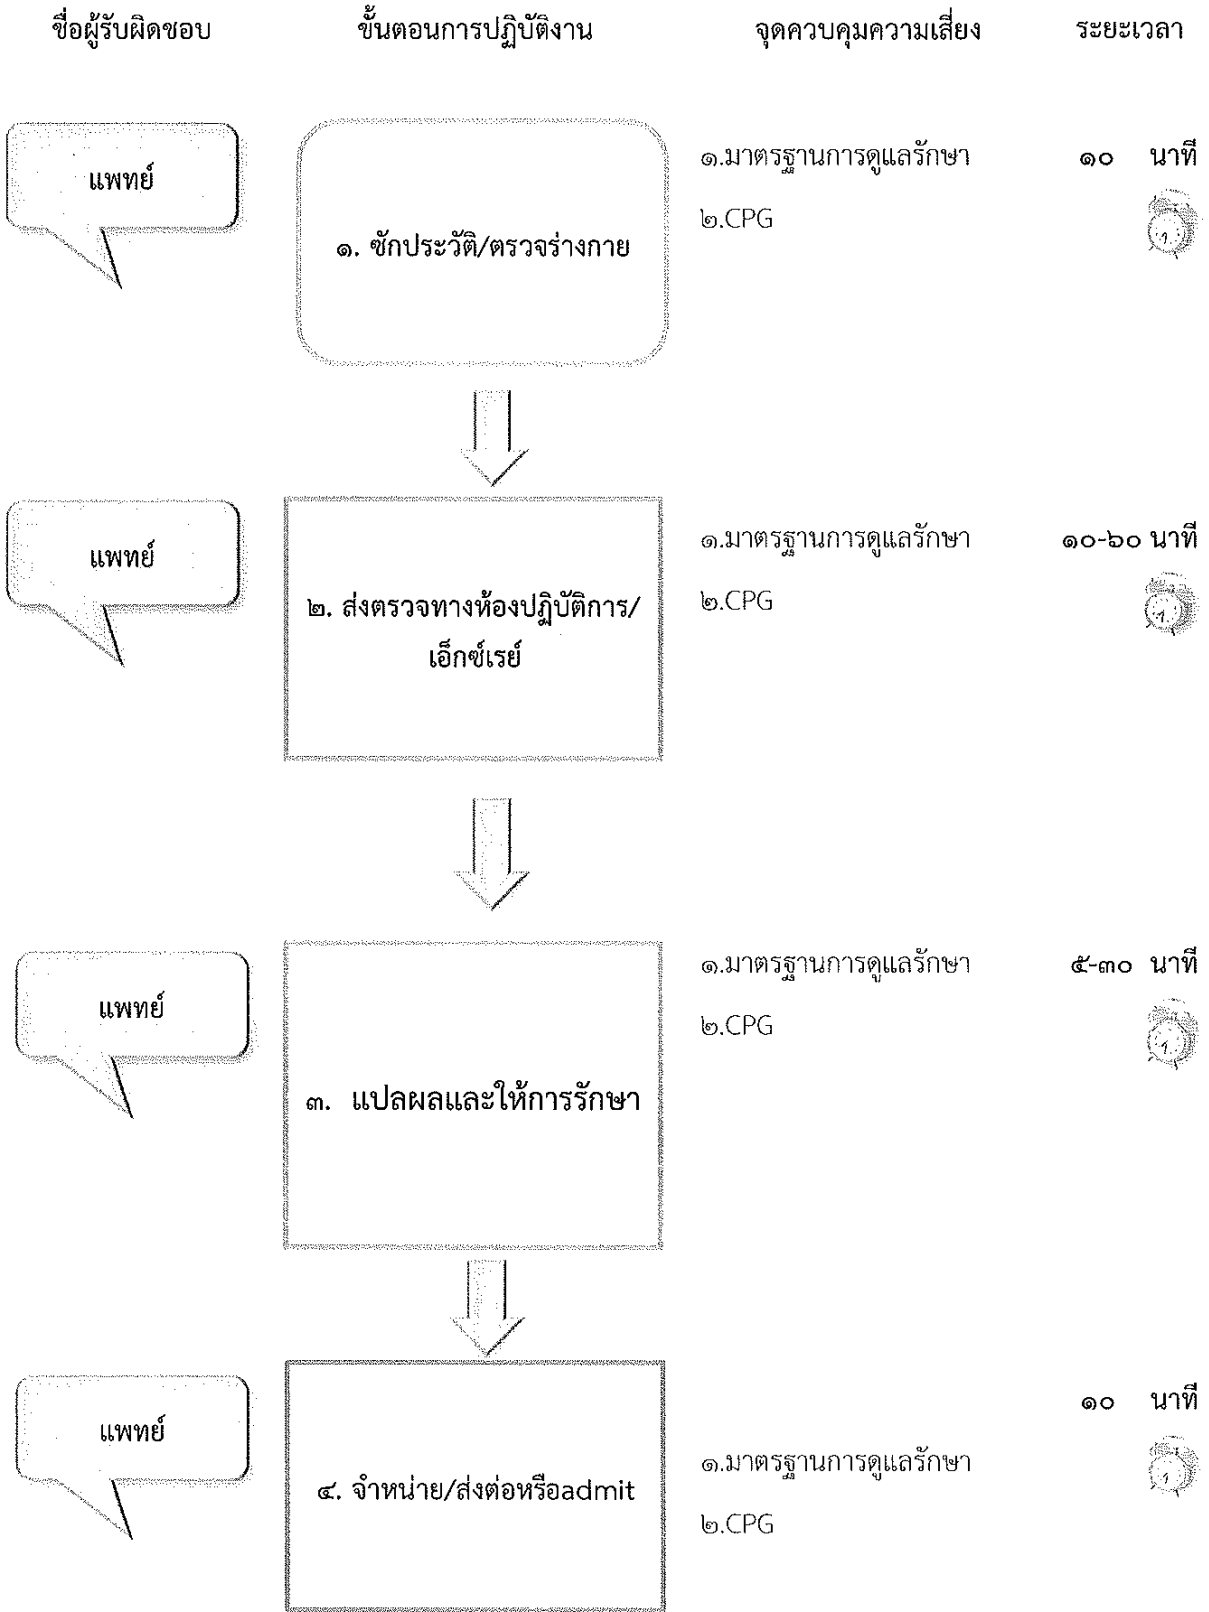 ชื่อผู้รับผิดชอบ ขั้นตอนการปฏิบัติงาน จุดควบคุมความเสี่ยง ระยะเวลา
แพทย์
๑. ซักประวัติ/ตรวจร่างกาย
๑.มาตรฐานการดูแลรักษา
๒.CPG
๑๐ นาที
แพทย์
๒. ส่งตรวจทางห้องปฏิบัติการ/
เอ็กซ์เรย์
๑.มาตรฐานการดูแลรักษา
๒.CPG
๑๐-๖๐ นาที
แพทย์
๓. แปลผลและให้การรักษา
๑.มาตรฐานการดูแลรักษา
๒.CPG
๕-๓๐ นาที
แพทย์
๔. จำหน่าย/ส่งต่อหรือadmit
๑.มาตรฐานการดูแลรักษา
๒.CPG
๑๐ นาที